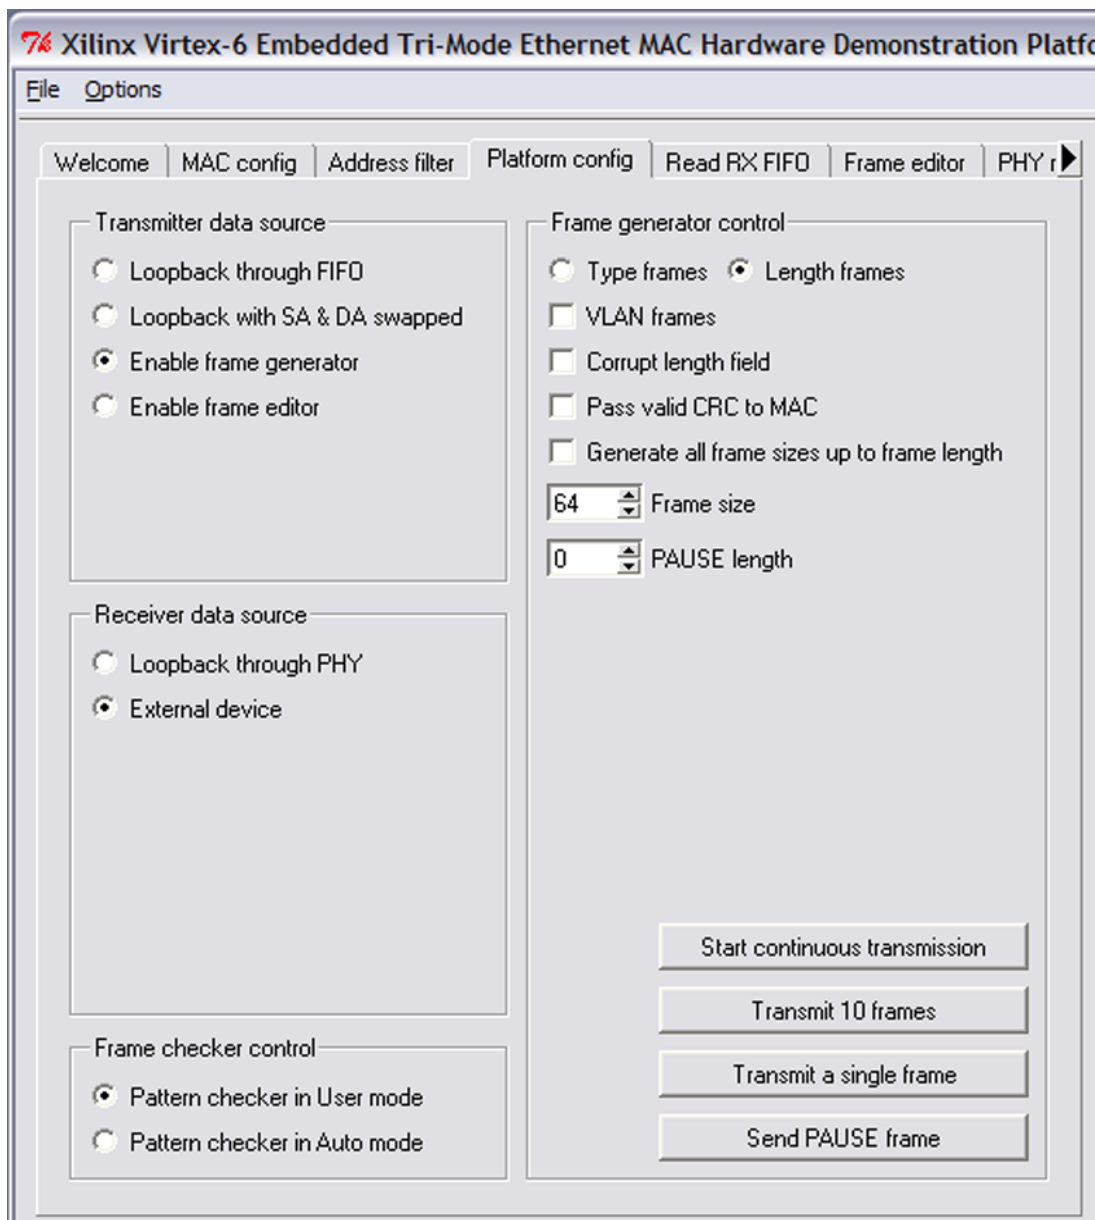 Xilinx Virtex-6 Embedded Tri-Mode Ethernet MAC Hardware Demonstration Platfo
File Options
Welcome MAC config Address filter Platform config Read RX FIFO Frame editor PHY r
Transmitter data source
Loopback through FIFO
Loopback with SA & DA swapped
Enable frame generator
Enable frame editor
Receiver data source
Loopback through PHY
External device
Frame checker control
Pattern checker in User mode
Pattern checker in Auto mode
Frame generator control
Type frames Length frames
VLAN frames
Corrupt length field
Pass valid CRC to MAC
Generate all frame sizes up to frame length
64 Frame size
0 PAUSE length
Start continuous transmission
Transmit 10 frames
Transmit a single frame
Send PAUSE frame